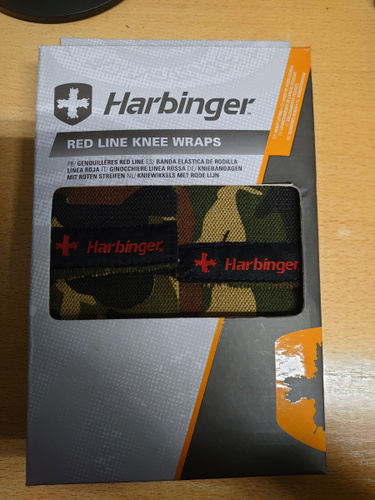 Harbinger
RED LINE KNEE WRAPS
FR/ GENOUILLÈRES RED LINE ES/ BANDA ELÁSTICA DE RODILLA
LÍNEA ROJA IT/ GINOCCHIERE LINEA ROSSA DE/ KNIEBANDAGEN
MIT ROTEN STREIFEN NL/ KNIEWIKKELS MET RODE LIJN
Harbinger
Harbinger